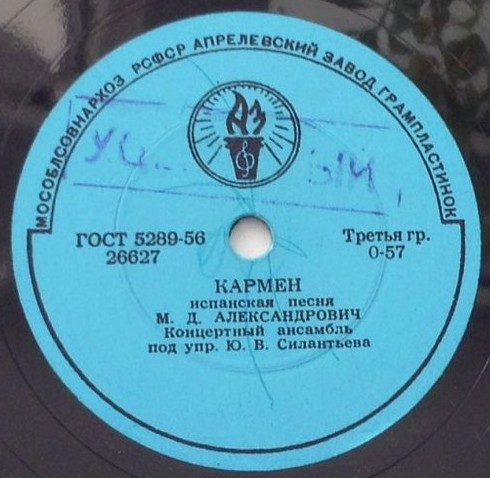 МОСОБЛСОВНАРХОЗ РСФСР АПРЕЛЕВСКИЙ ЗАВОД ГРАМПЛАСТИНОК
АЗ
ГОСТ 5289-56
26627
Третья гр.
0-57
КАРМЕН
испанская песня
М. Д. АЛЕКСАНДРОВИЧ
Концертный ансамбль
под упр. Ю. В. Силантьева